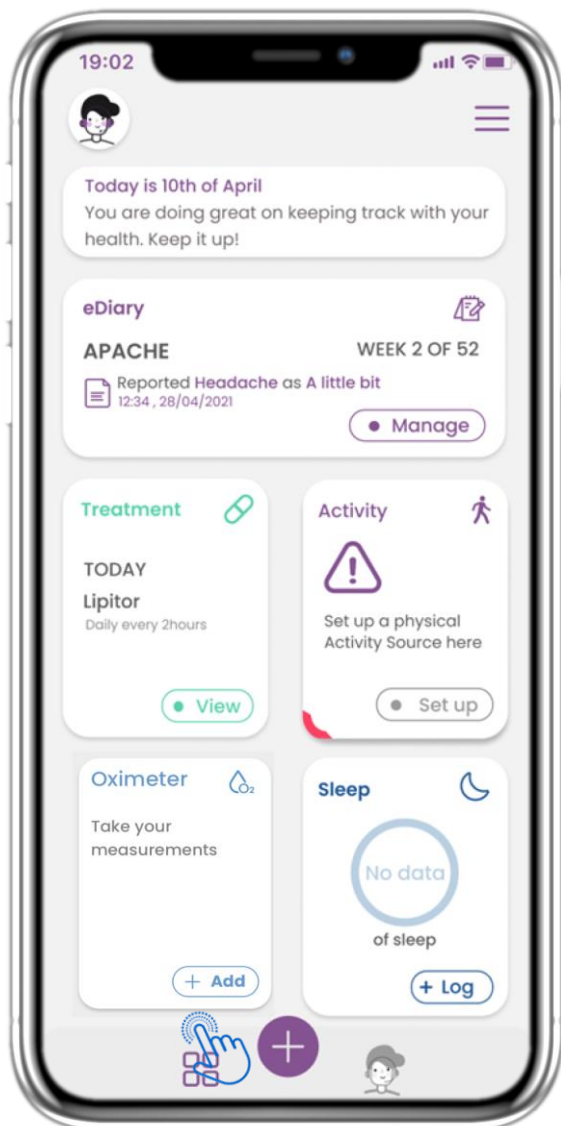 19:02
Today is 10th of April
You are doing great on keeping track with your
health. Keep it up!
eDiary
APACHE
WEEK 2 OF 52
Reported Headache as A little bit
12:34 , 28/04/2021
Manage
Treatment
TODAY
Lipitor
Daily every 2hours
View
Activity
Set up a physical
Activity Source here
Set up
Oximeter
O2
Take your
measurements
+ Add
Sleep
No data
of sleep
+ Log